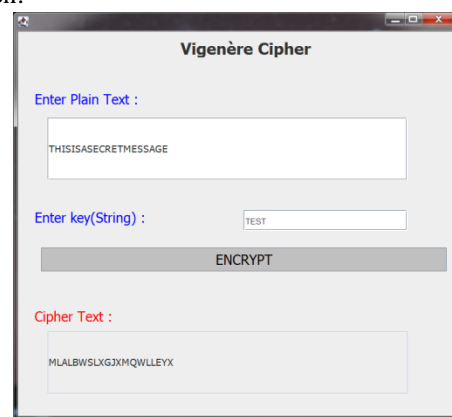 Vigenère Cipher
Enter Plain Text :
THISISASECRETMESSAGE
Enter key(String) : TEST
ENCRYPT
Cipher Text :
MLALBWSLXGJXMQWLLEYX